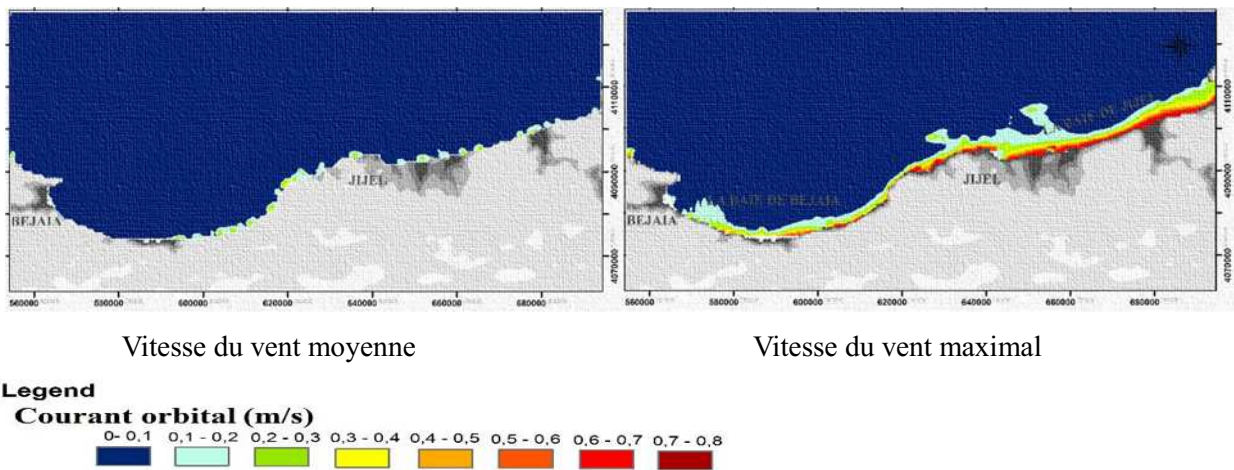 4110000
4090000
4070000
BEJAIA
JIJEL
560000 580000 600000 620000 640000 660000 680000
LA BAIE DE BEJAIA
BAIE DE JIJEL
4110000
4090000
4070000
BEJAIA
JIJEL
560000 580000 600000 620000 640000 660000 680000
Vitesse du vent moyenne
Vitesse du vent maximal
Legend
Courant orbital (m/s)
0- 0,1 0,1 - 0,2 0,2 - 0,3 0,3 - 0,4 0,4 - 0,5 0,5 - 0,6 0,6 - 0,7 0,7 - 0,8